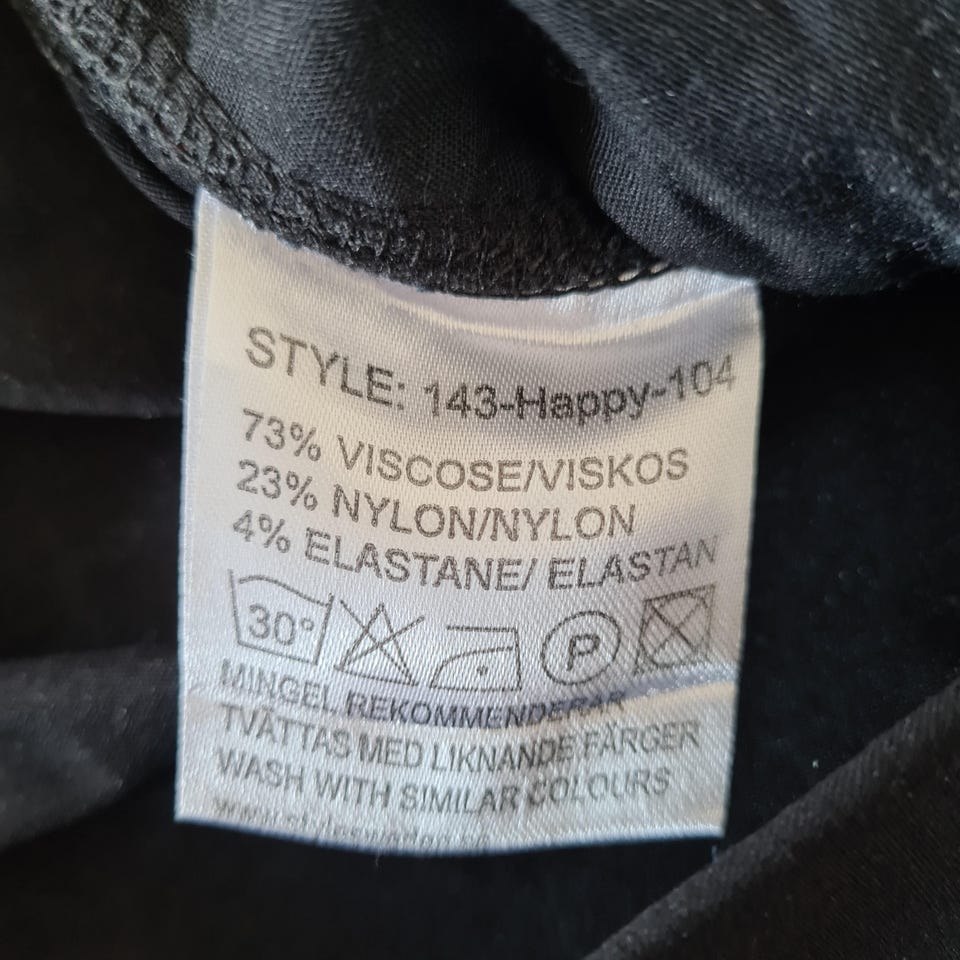 STYLE: 143-Happy-104
73% VISCOSE/VISKOS
23% NYLON/NYLON
4% ELASTANE/ ELASTAN
30° P
MINGEL REKOMMENDERAR
TVÄTTAS MED LIKNANDE FÄRGER
WASH WITH SIMILAR COLOURS